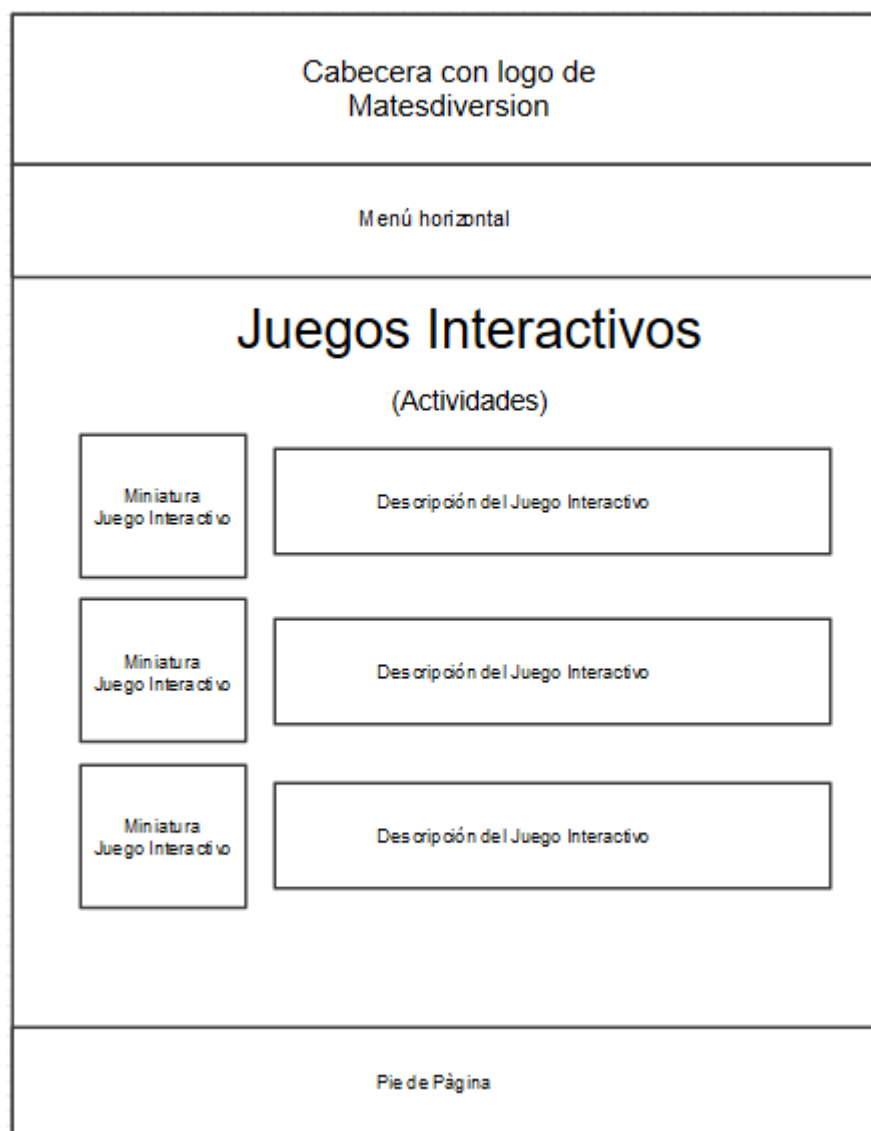 Cabecera con logo de
Matesdiversion
Menú horizontal
Juegos Interactivos
(Actividades)
Miniatura
Juego Interactivo
Descripción del Juego Interactivo
Miniatura
Juego Interactivo
Descripción del Juego Interactivo
Miniatura
Juego Interactivo
Descripción del Juego Interactivo
Pie de Pàgina